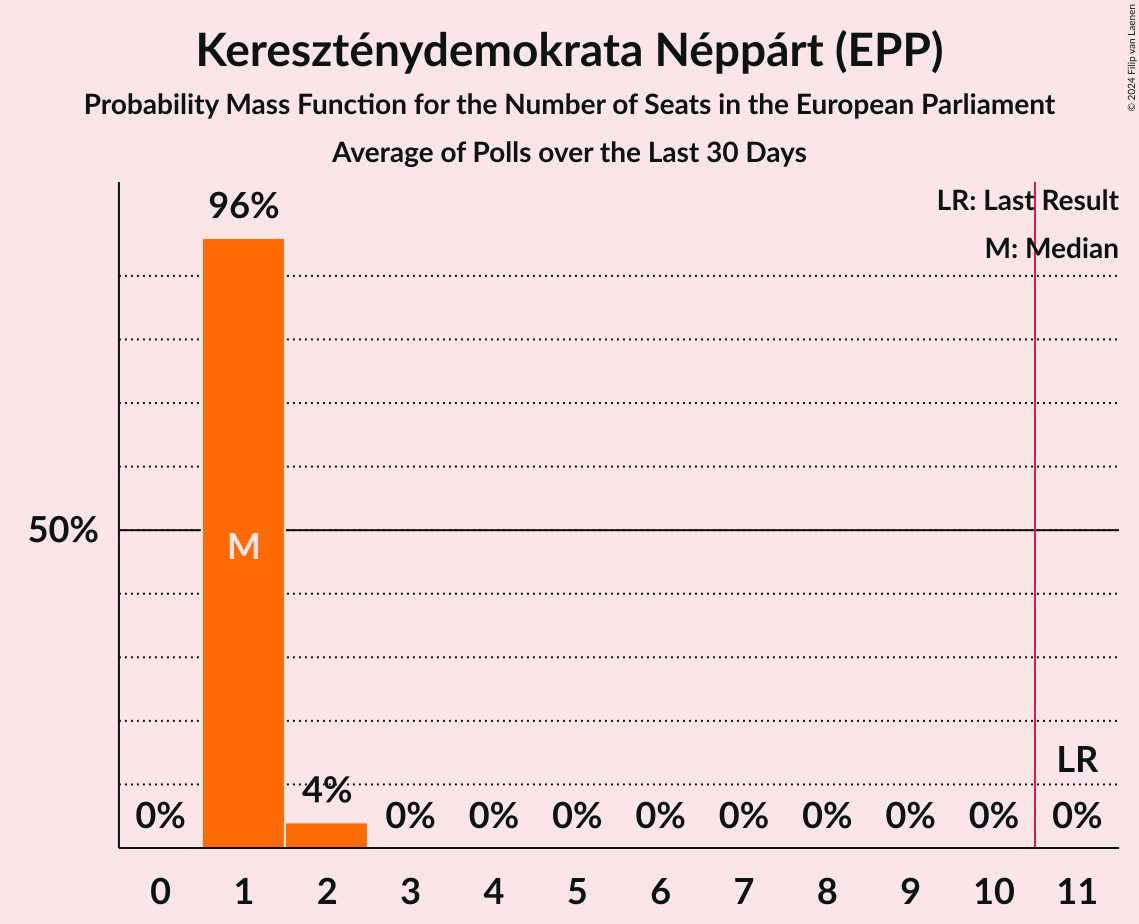 Kereszténydemokrata Néppárt (EPP)
Probability Mass Function for the Number of Seats in the European Parliament
Average of Polls over the Last 30 Days
© 2024 Filip van Laenen
LR: Last Result
M: Median
96%
50%
M
LR
0%
4%
0%
0%
0%
0%
0%
0%
0%
0%
0%
0 1 2 3 4 5 6 7 8 9 10 11